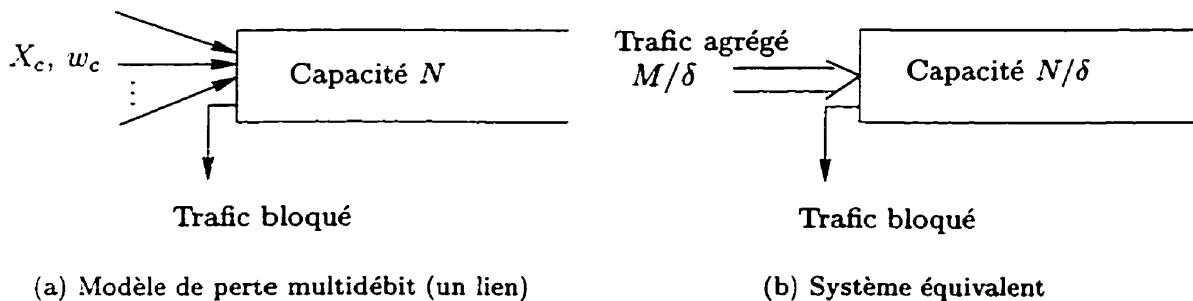 X_c, w_c
⋮
Capacité N
Trafic bloqué
(a) Modèle de perte multidébit (un lien)
Trafic agrégé
M/δ
Capacité N/δ
Trafic bloqué
(b) Système équivalent